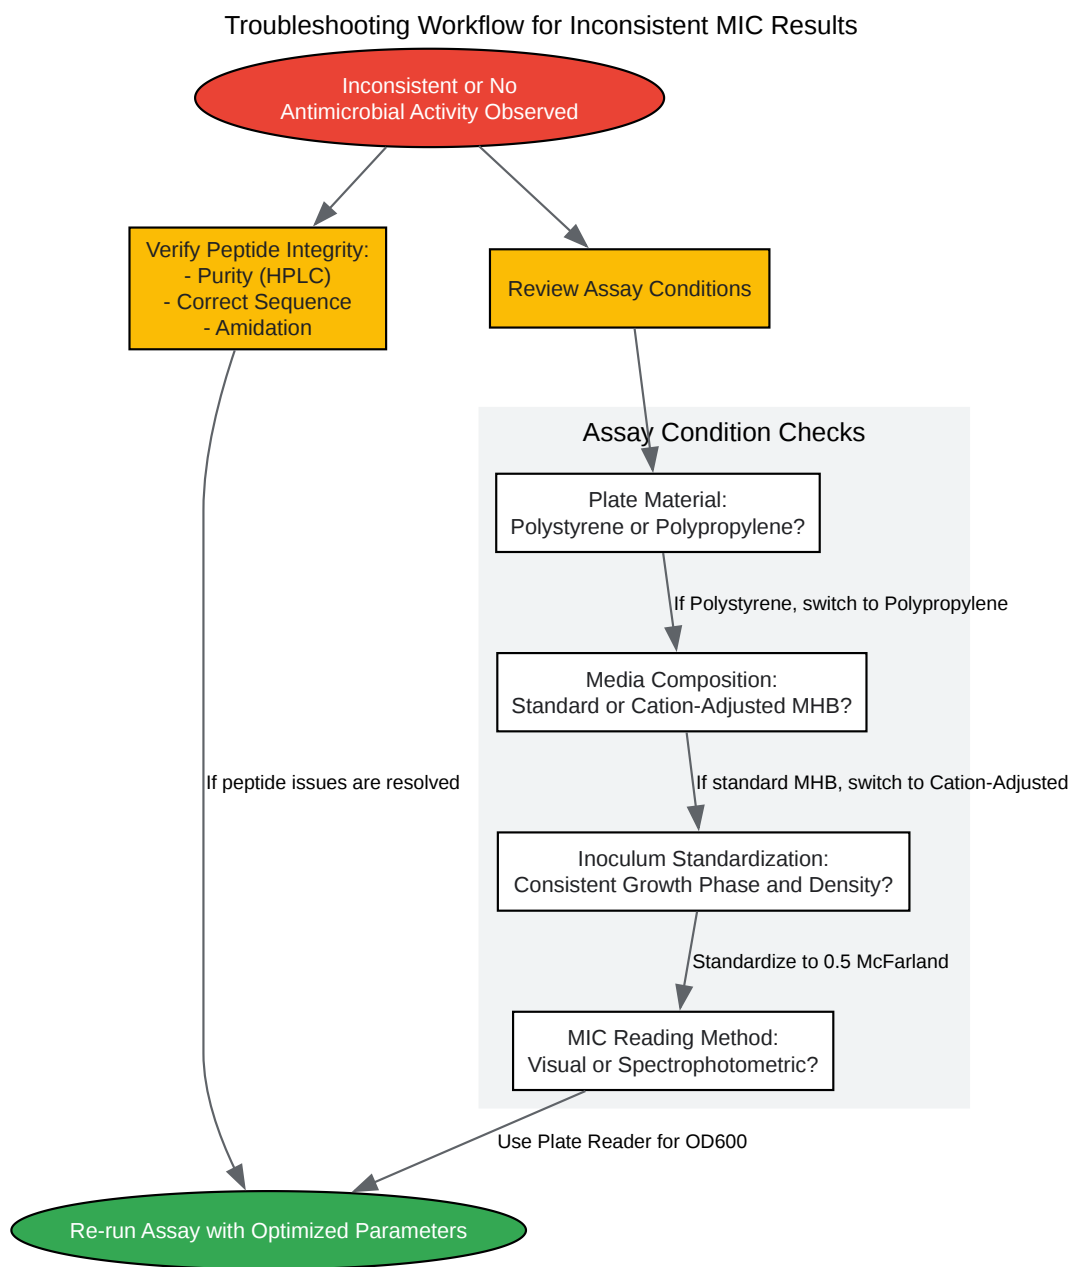 Troubleshooting Workflow for Inconsistent MIC Results
Inconsistent or No
Antimicrobial Activity Observed
Verify Peptide Integrity:
- Purity (HPLC)
- Correct Sequence
- Amidation
Review Assay Conditions
Assay Condition Checks
Plate Material:
Polystyrene or Polypropylene?
If Polystyrene, switch to Polypropylene
Media Composition:
Standard or Cation-Adjusted MHB?
If peptide issues are resolved
If standard MHB, switch to Cation-Adjusted
Inoculum Standardization:
Consistent Growth Phase and Density?
Standardize to 0.5 McFarland
MIC Reading Method:
Visual or Spectrophotometric?
Use Plate Reader for OD600
Re-run Assay with Optimized Parameters